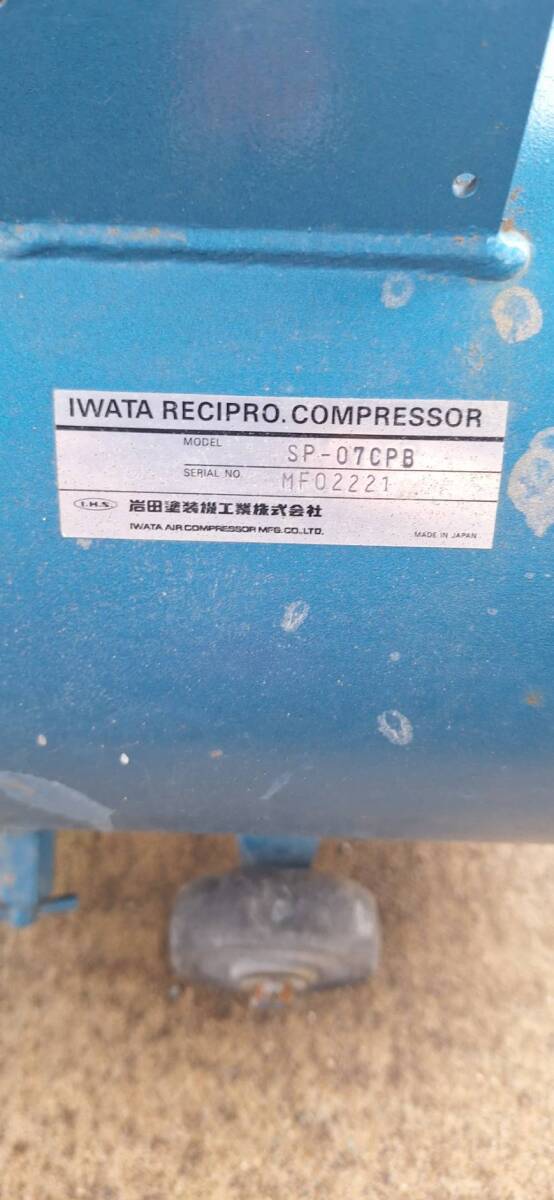 IWATA RECIPRO. COMPRESSOR
MODEL SP-07CPB
SERIAL NO. MF02221
I.H.S. 岩田塗装機工業株式会社
IWATA AIR COMPRESSOR MFG. CO., LTD.
MADE IN JAPAN